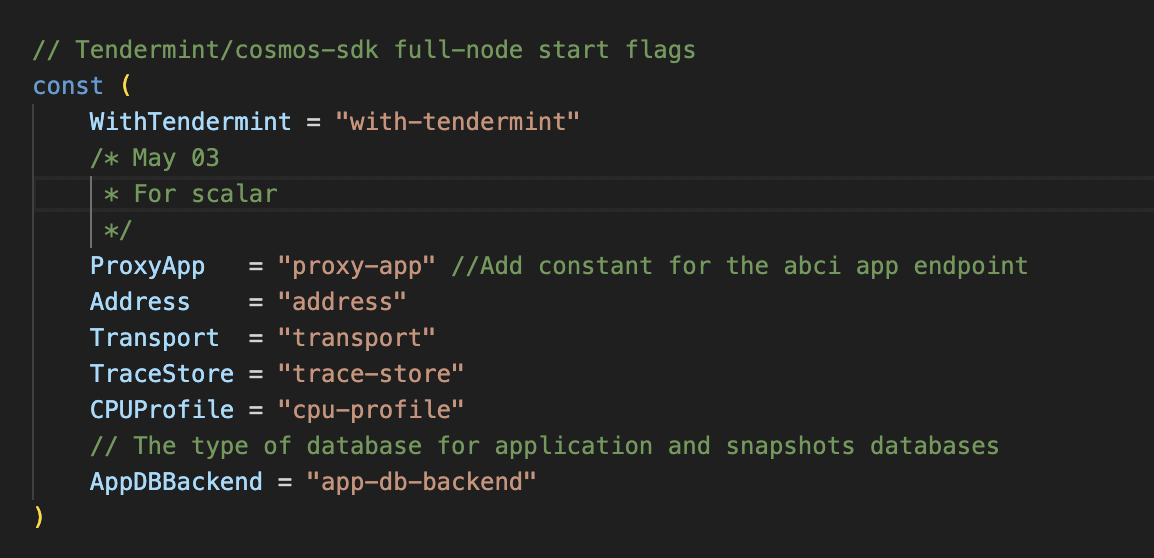 // Tendermint/cosmos-sdk full-node start flags
const (
    WithTendermint = "with-tendermint"
    /* May 03
     * For scalar
     */
    ProxyApp   = "proxy-app" //Add constant for the abci app endpoint
    Address    = "address"
    Transport  = "transport"
    TraceStore = "trace-store"
    CPUProfile = "cpu-profile"
    // The type of database for application and snapshots databases
    AppDBBackend = "app-db-backend"
)